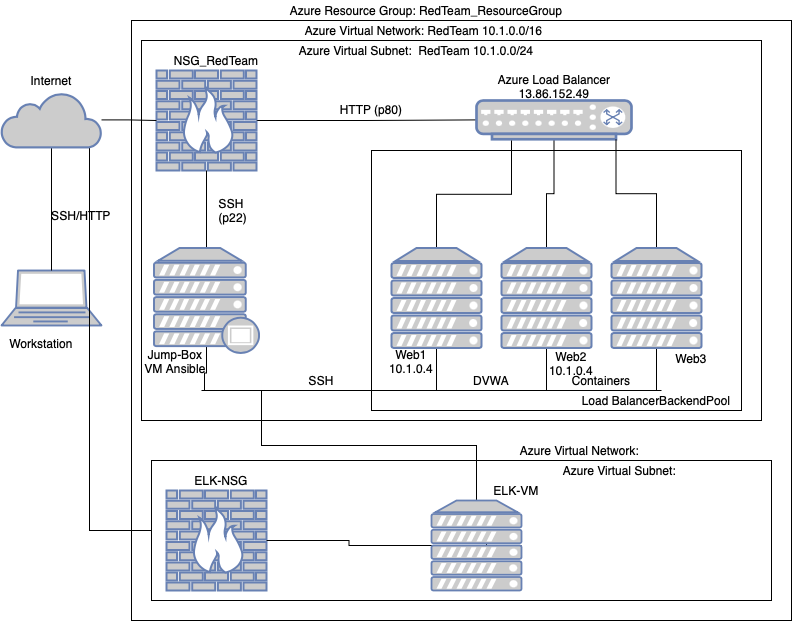 Azure Resource Group: RedTeam_ResourceGroup
Azure Virtual Network: RedTeam 10.1.0.0/16
Azure Virtual Subnet: RedTeam 10.1.0.0/24
NSG_RedTeam
Internet
Azure Load Balancer
13.86.152.49
HTTP (p80)
SSH
(p22)
SSH/HTTP
Workstation
Jump-Box
VM Ansible
Web1
10.1.0.4
Web2
10.1.0.4
Web3
SSH
DVWA
Containers
Load BalancerBackendPool
Azure Virtual Network:
Azure Virtual Subnet:
ELK-NSG
ELK-VM